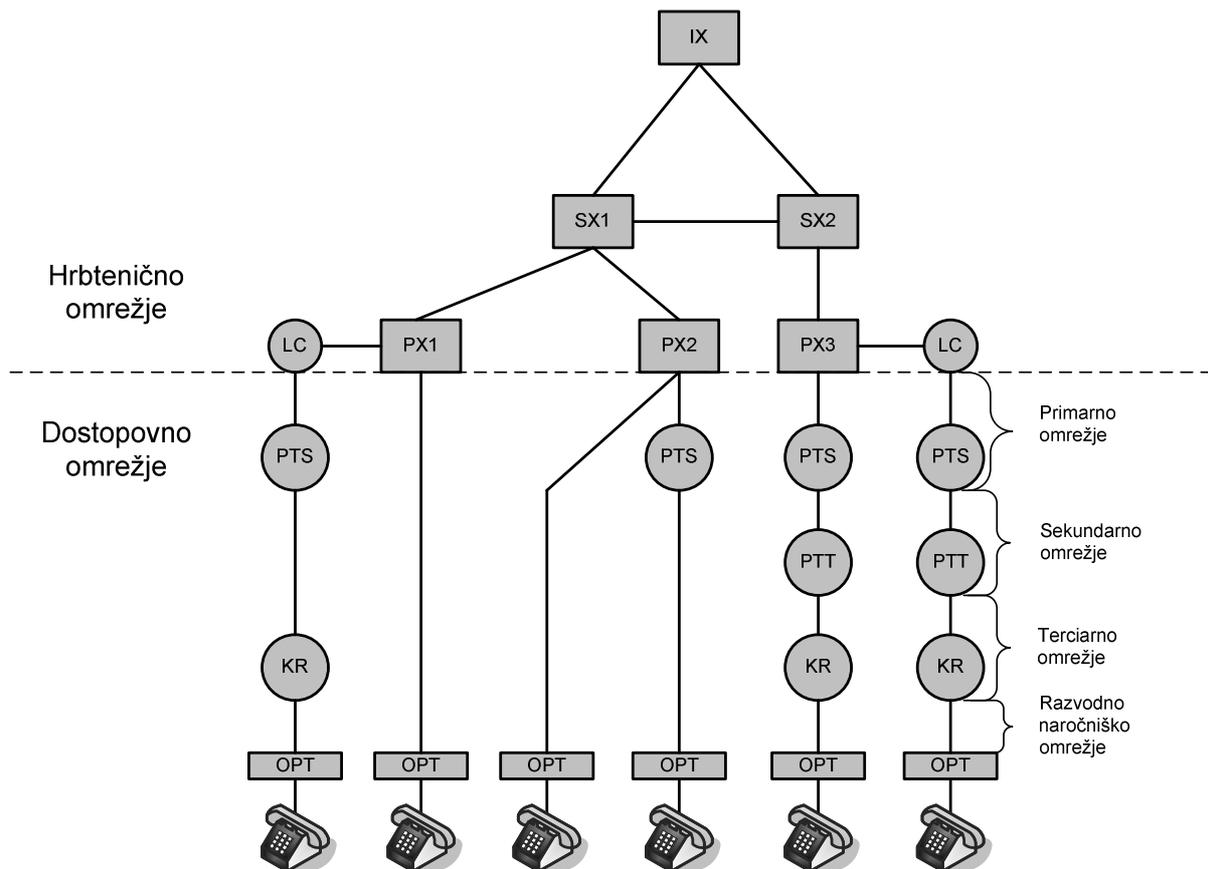 IX
SX1
SX2
Hrbtenično
omrežje
LC
PX1
PX2
PX3
LC
Dostopovno
omrežje
Primarno
omrežje
PTS
PTS
PTS
PTS
Sekundarno
omrežje
PTT
PTT
Terciarno
omrežje
KR
KR
KR
Razvodno
naročniško
omrežje
OPT
OPT
OPT
OPT
OPT
OPT